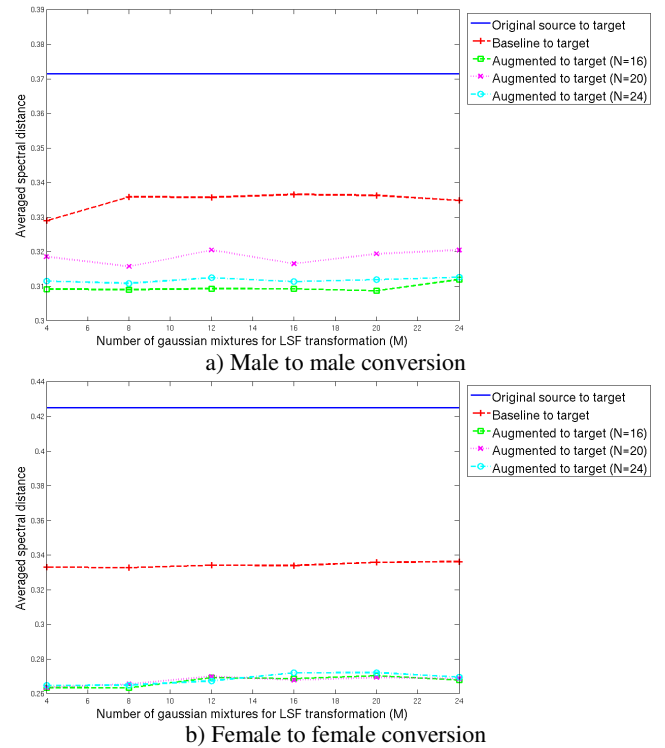 0.39
0.38
0.37
0.36
0.35
0.34
0.33
0.32
0.31
0.3
Averaged spectral distance
4 6 8 10 12 14 16 18 20 22 24
Number of gaussian mixtures for LSF transformation (M)
Original source to target
Baseline to target
Augmented to target (N=16)
Augmented to target (N=20)
Augmented to target (N=24)
a) Male to male conversion
0.44
0.42
0.4
0.38
0.36
0.34
0.32
0.3
0.28
0.26
Averaged spectral distance
4 6 8 10 12 14 16 18 20 22 24
Number of gaussian mixtures for LSF transformation (M)
Original source to target
Baseline to target
Augmented to target (N=16)
Augmented to target (N=20)
Augmented to target (N=24)
b) Female to female conversion